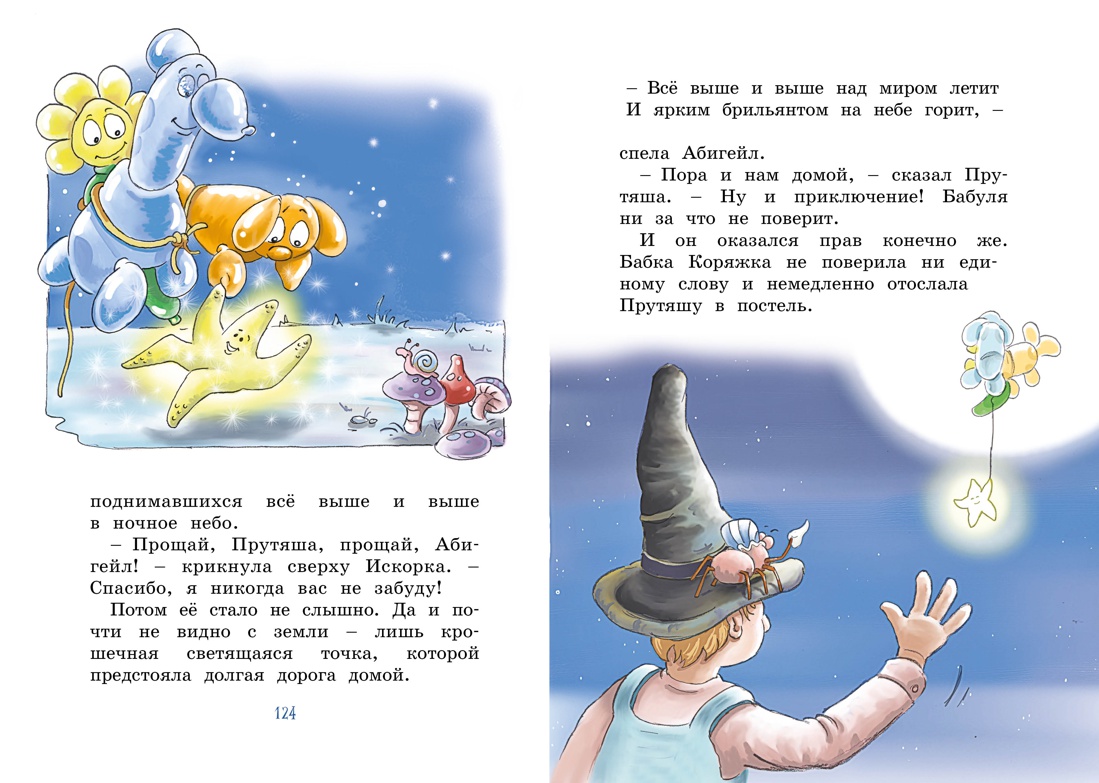 поднимавшихся всё выше и выше
в ночное небо.
– Прощай, Прутяша, прощай, Аби-
гейл! – крикнула сверху Искорка. –
Спасибо, я никогда вас не забуду!
Потом её стало не слышно. Да и по-
чти не видно с земли – лишь кро-
шечная светящаяся точка, которой
предстояла долгая дорога домой.
124
– Всё выше и выше над миром летит
И ярким брильянтом на небе горит, –
спела Абигейл.
– Пора и нам домой, – сказал Пру-
тяша. – Ну и приключение! Бабуля
ни за что не поверит.
И он оказался прав конечно же.
Бабка Коряжка не поверила ни еди-
ному слову и немедленно отослала
Прутяшу в постель.